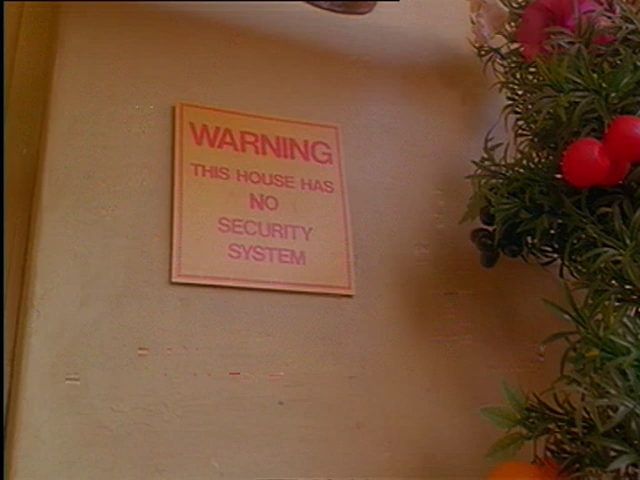 WARNING
THIS HOUSE HAS
NO
SECURITY
SYSTEM